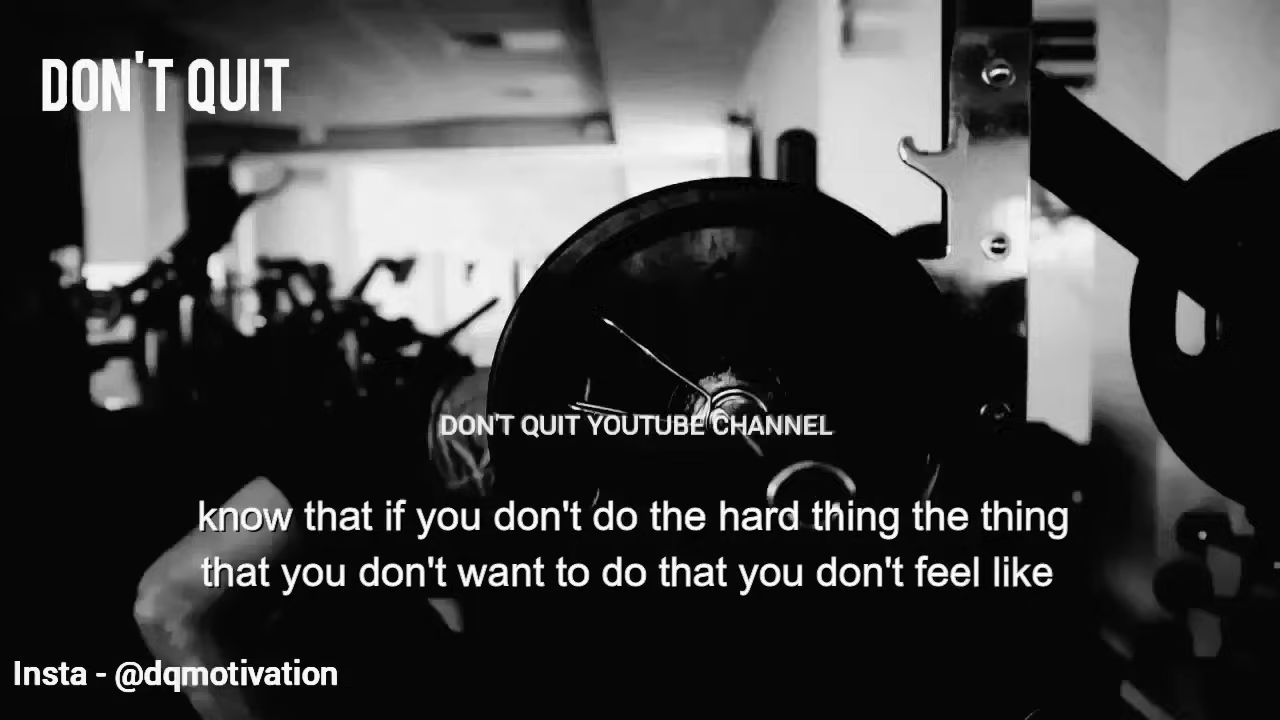 DON'T QUIT
DON'T QUIT YOUTUBE CHANNEL
know that if you don't do the hard thing the thing
that you don't want to do that you don't feel like
Insta - @dqmotivation